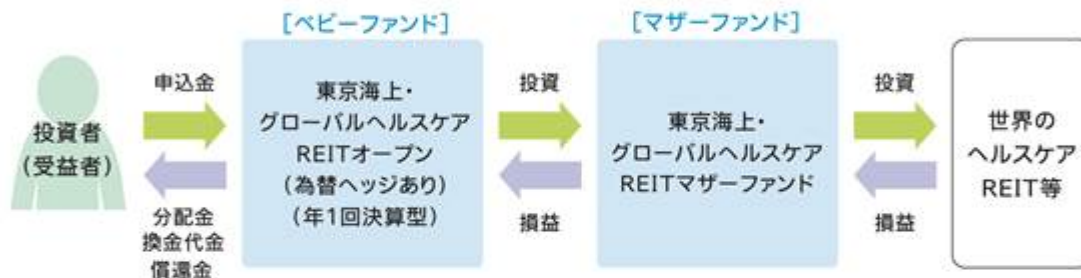 [ベビーファンド]
[マザーファンド]
投資者
(受益者)
申込金
分配金
換金代金
償還金
東京海上・
グローバルヘルスケア
REITオープン
(為替ヘッジあり)
(年1回決算型)
投資
損益
東京海上・
グローバルヘルスケア
REITマザーファンド
投資
損益
世界の
ヘルスケア
REIT等